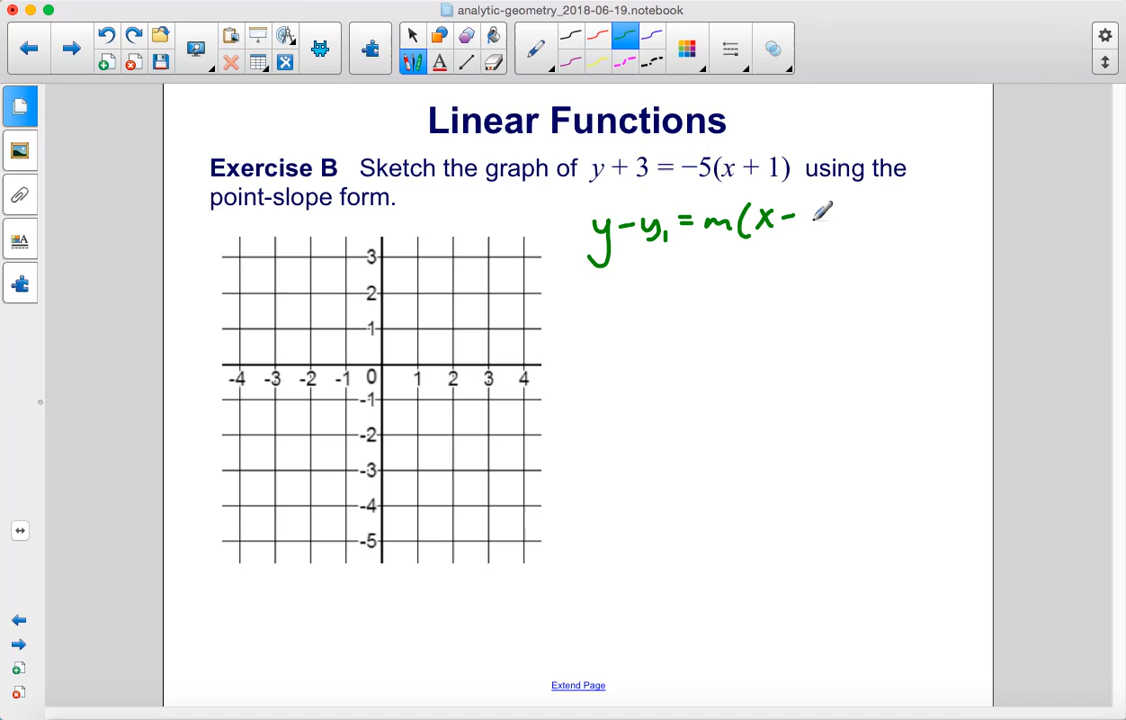 analytic-geometry_2018-06-19.notebook
Linear Functions
Exercise B Sketch the graph of y + 3 = −5(x + 1) using the
point-slope form.
y − y₁ = m(x −
3
2
1
-4 -3 -2 -1 0 1 2 3 4
-1
-2
-3
-4
-5
Extend Page